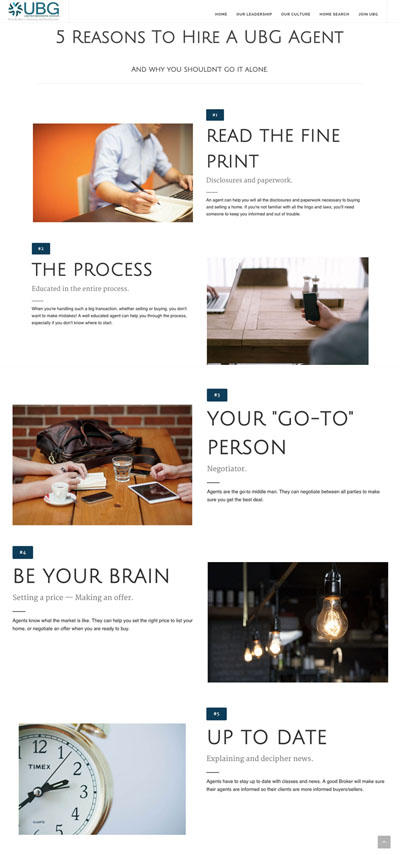 UBG
HOME OUR LEADERSHIP OUR CULTURE HOME SEARCH JOIN UBG
5 Reasons To Hire A UBG Agent
And why you shouldn't go it alone.
#1
Read the Fine
Print
Disclosures and paperwork.
An agent can help you will all the disclosures and paperwork necessary to buying
and selling a home. If you're not familiar with all the lingo and laws, you'll need
someone to keep you informed and out of trouble.
#2
The Process
Educated in the entire process.
When you're handling such a big transaction, whether selling or buying, you don't
want to make mistakes! A well educated agent can help you through the process,
especially if you don't know where to start.
#3
Your "Go-To"
Person
Negotiator.
Agents are the go-to middle man. They can negotiate between all parties to make
sure you get the best deal.
#4
Be Your Brain
Setting a price — Making an offer.
Agents know what the market is like. They can help you set the right price to list your
home, or negotiate an offer when you are ready to buy.
#5
Up to Date
Explaining and decipher news.
Agents have to stay up to date with classes and news. A good Broker will make sure
their agents are informed so their clients are more informed buyers/sellers.
12
1
2
3
4
8
9
10
11
TIMEX